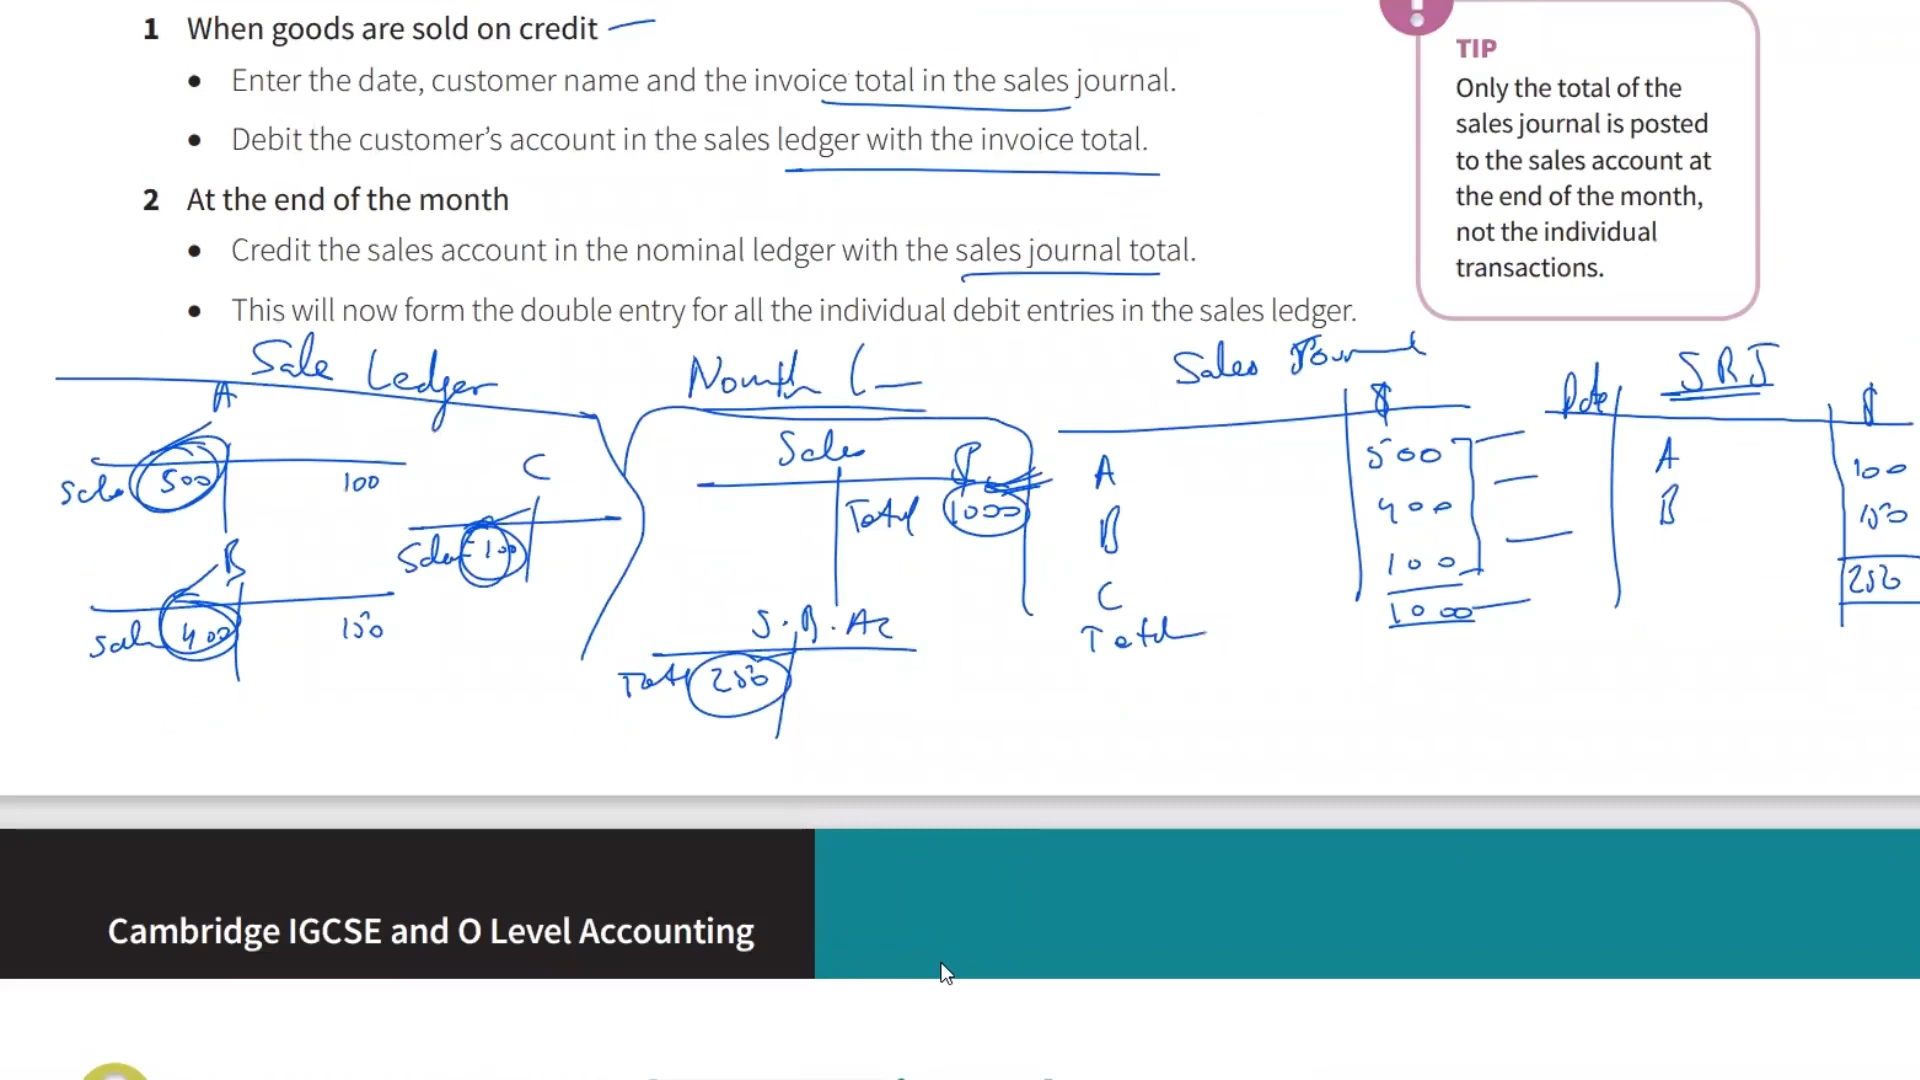 1 When goods are sold on credit
• Enter the date, customer name and the invoice total in the sales journal.
• Debit the customer's account in the sales ledger with the invoice total.
2 At the end of the month
• Credit the sales account in the nominal ledger with the sales journal total.
• This will now form the double entry for all the individual debit entries in the sales ledger.
!
TIP
Only the total of the
sales journal is posted
to the sales account at
the end of the month,
not the individual
transactions.
Sale Ledger
A
500
100
C
100
B
400
150
Sales
Total 1000
250
Sales
$
A 500
B 400
C 100
1000
SRJ
$
A 100
B 150
250
Cambridge IGCSE and O Level Accounting